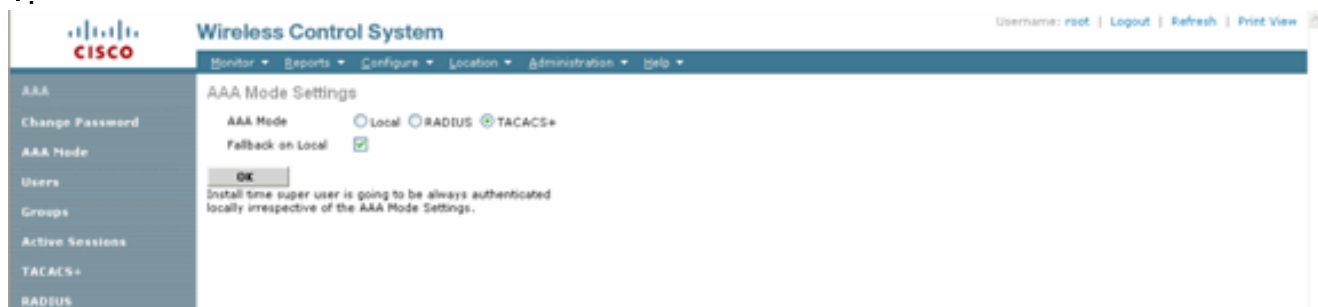 CISCO
Wireless Control System
Username: root | Logout | Refresh | Print View
Monitor Reports Configure Location Administration Help
AAA
Change Password
AAA Mode
Users
Groups
Active Sessions
TACACS+
RADIUS
AAA Mode Settings
AAA Mode Local RADIUS TACACS+
Fallback on Local
OK
Install time super user is going to be always authenticated
locally irrespective of the AAA Mode Settings.